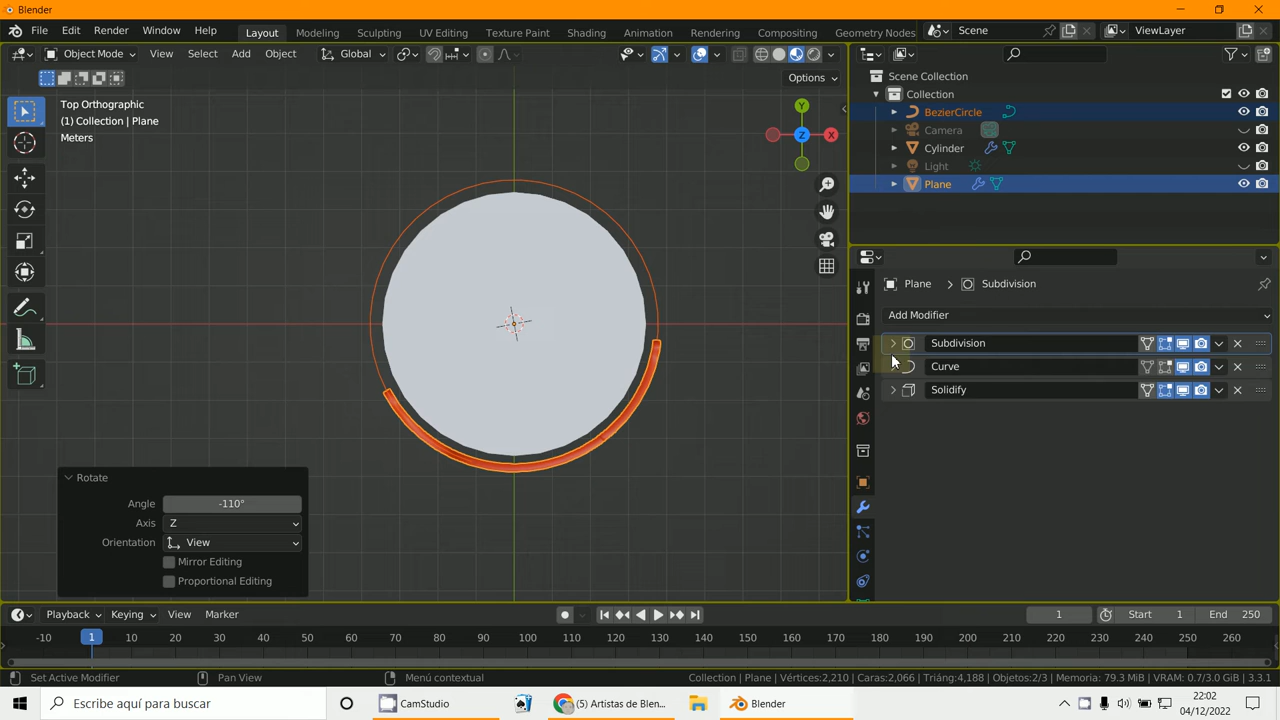 Blender
File Edit Render Window Help Layout Modeling Sculpting UV Editing Texture Paint Shading Animation Rendering Compositing Geometry Nodes Scene ViewLayer
Object Mode View Select Add Object Global
Options
Top Orthographic
(1) Collection | Plane
Meters
Y
Z
X
Rotate
Angle -110°
Axis Z
Orientation View
Mirror Editing
Proportional Editing
Scene Collection
Collection
BezierCircle
Camera
Cylinder
Light
Plane
Plane Subdivision
Add Modifier
Subdivision
Curve
Solidify
Playback Keying View Marker 1 Start 1 End 250
-10 1 10 20 30 40 50 60 70 80 90 100 110 120 130 140 150 160 170 180 190 200 210 220 230 240 250 260
Set Active Modifier Pan View Menú contextual Collection | Plane | Vértices:2,210 | Caras:2,066 | Triáng:4,188 | Objetos:2/3 | Memoria: 79.3 MiB | VRAM: 0.7/3.0 GiB | 3.3.1
Escribe aquí para buscar CamStudio (5) Artistas de Blen... Blender 22:02
04/12/2022